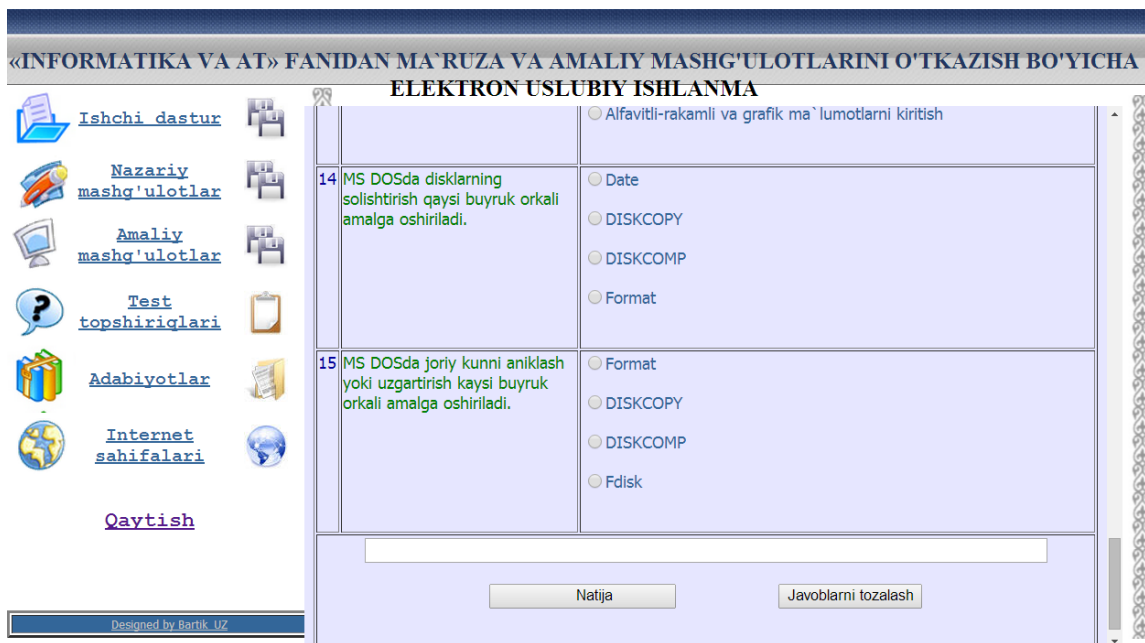 «INFORMATIKA VA AT» FANIDAN MA`RUZA VA AMALIY MASHG'ULOTLARINI O'TKAZISH BO'YICHA
ELEKTRON USLUBIY ISHLANMA
Ishchi dastur
Nazariy
mashg'ulotlar
Amaliy
mashg'ulotlar
Test
topshiriqlari
Adabiyotlar
Internet
sahifalari
Qaytish
Designed by Bartik_UZ
Alfavitli-rakamli va grafik ma`lumotlarni kiritish
14 MS DOSda disklarning
solishtirish qaysi buyruk orkali
amalga oshiriladi.
Date
DISKCOPY
DISKCOMP
Format
15 MS DOSda joriy kunni aniklash
yoki uzgartirish kaysi buyruk
orkali amalga oshiriladi.
Format
DISKCOPY
DISKCOMP
Fdisk
Natija
Javoblarni tozalash